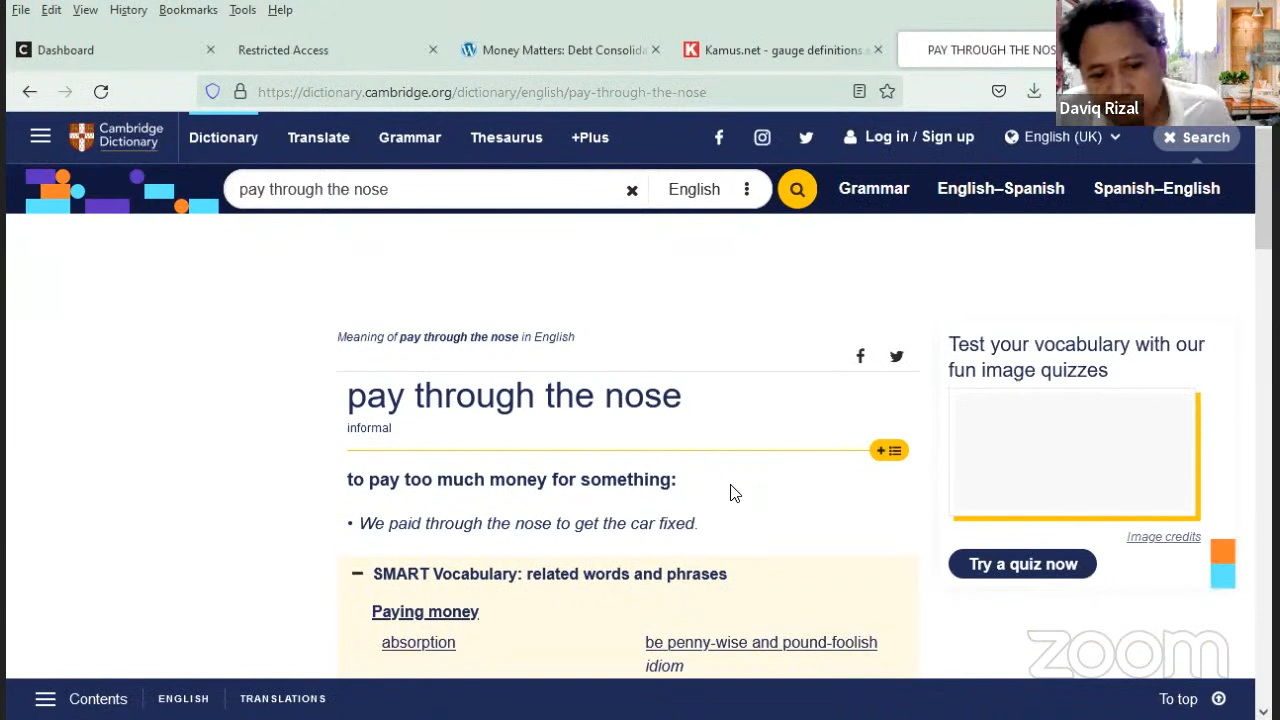 File Edit View History Bookmarks Tools Help
Dashboard
Restricted Access
Money Matters: Debt Consolida
Kamus.net - gauge definitions
PAY THROUGH THE NOS
https://dictionary.cambridge.org/dictionary/english/pay-through-the-nose
Daviq Rizal
Cambridge
Dictionary
Dictionary Translate Grammar Thesaurus +Plus
Log in / Sign up
English (UK)
Search
pay through the nose
English
Grammar English–Spanish Spanish–English
Meaning of pay through the nose in English
pay through the nose
informal
to pay too much money for something:
• We paid through the nose to get the car fixed.
SMART Vocabulary: related words and phrases
Paying money
absorption
be penny-wise and pound-foolish
idiom
Test your vocabulary with our
fun image quizzes
Image credits
Try a quiz now
zoom
Contents ENGLISH TRANSLATIONS
To top